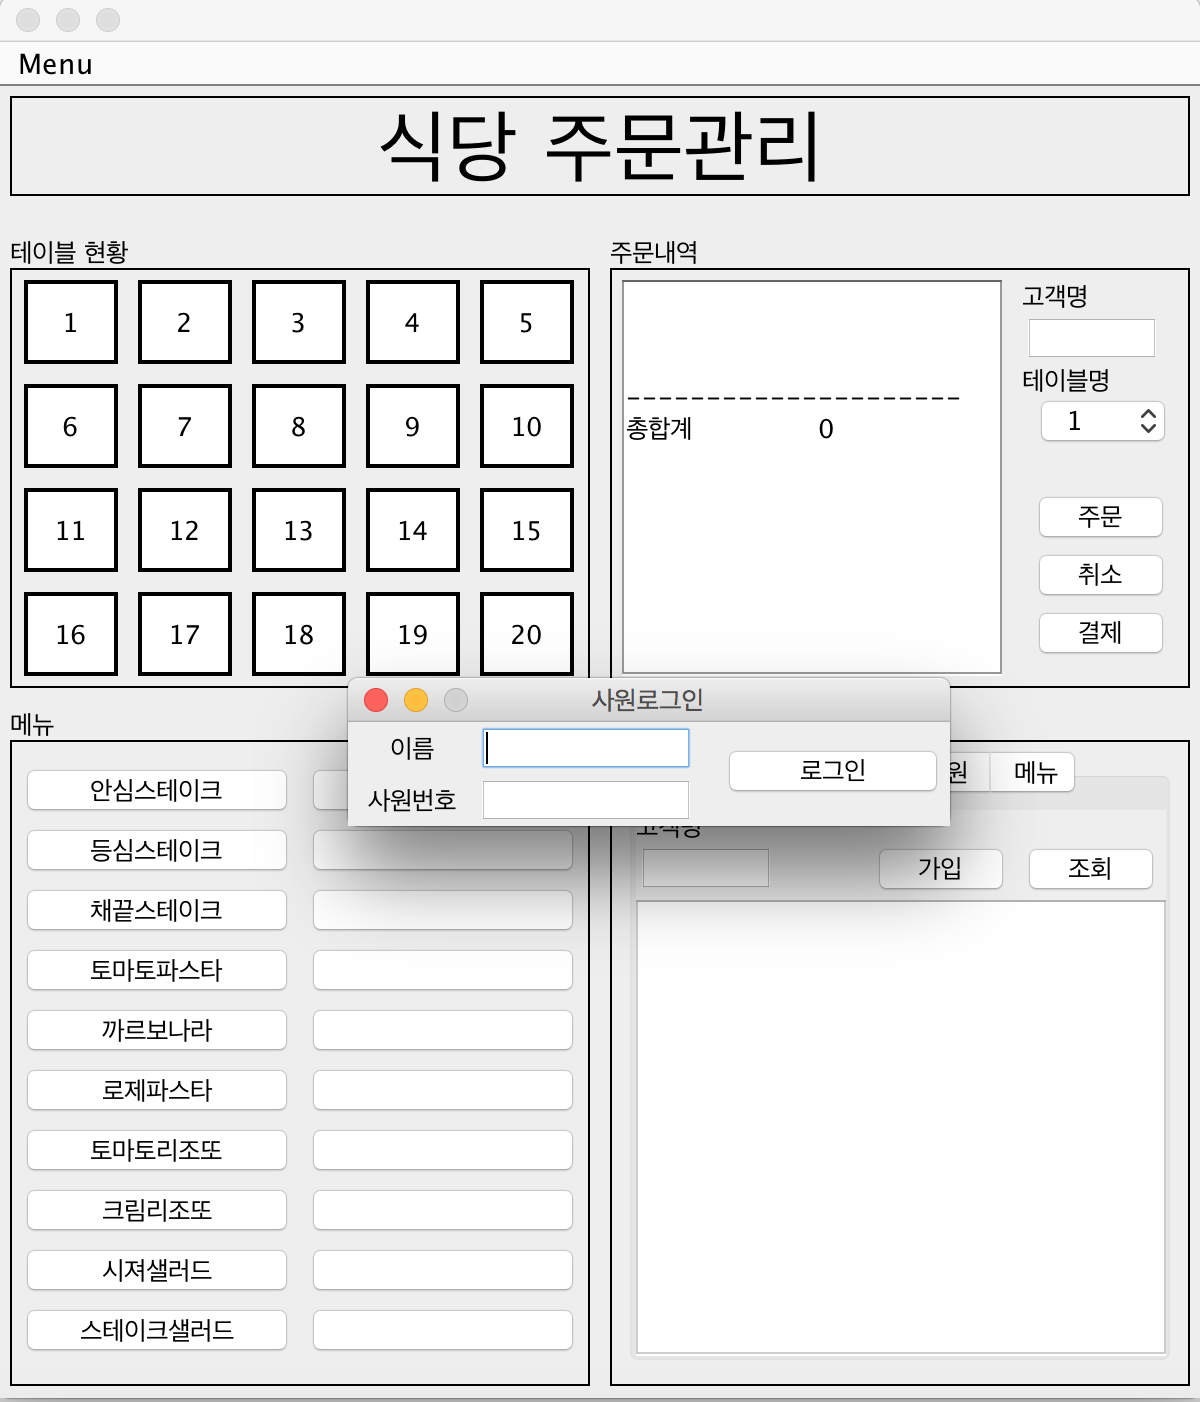 Menu
식당 주문관리
테이블 현황
1 2 3 4 5
6 7 8 9 10
11 12 13 14 15
16 17 18 19 20
주문내역
--------------------
총합계 0
고객명
테이블명
1
주문
취소
결제
사원로그인
이름
사원번호
로그인
메뉴
안심스테이크
등심스테이크
채끝스테이크
토마토파스타
까르보나라
로제파스타
토마토리조또
크림리조또
시져샐러드
스테이크샐러드
원 메뉴
고객명
가입 조회